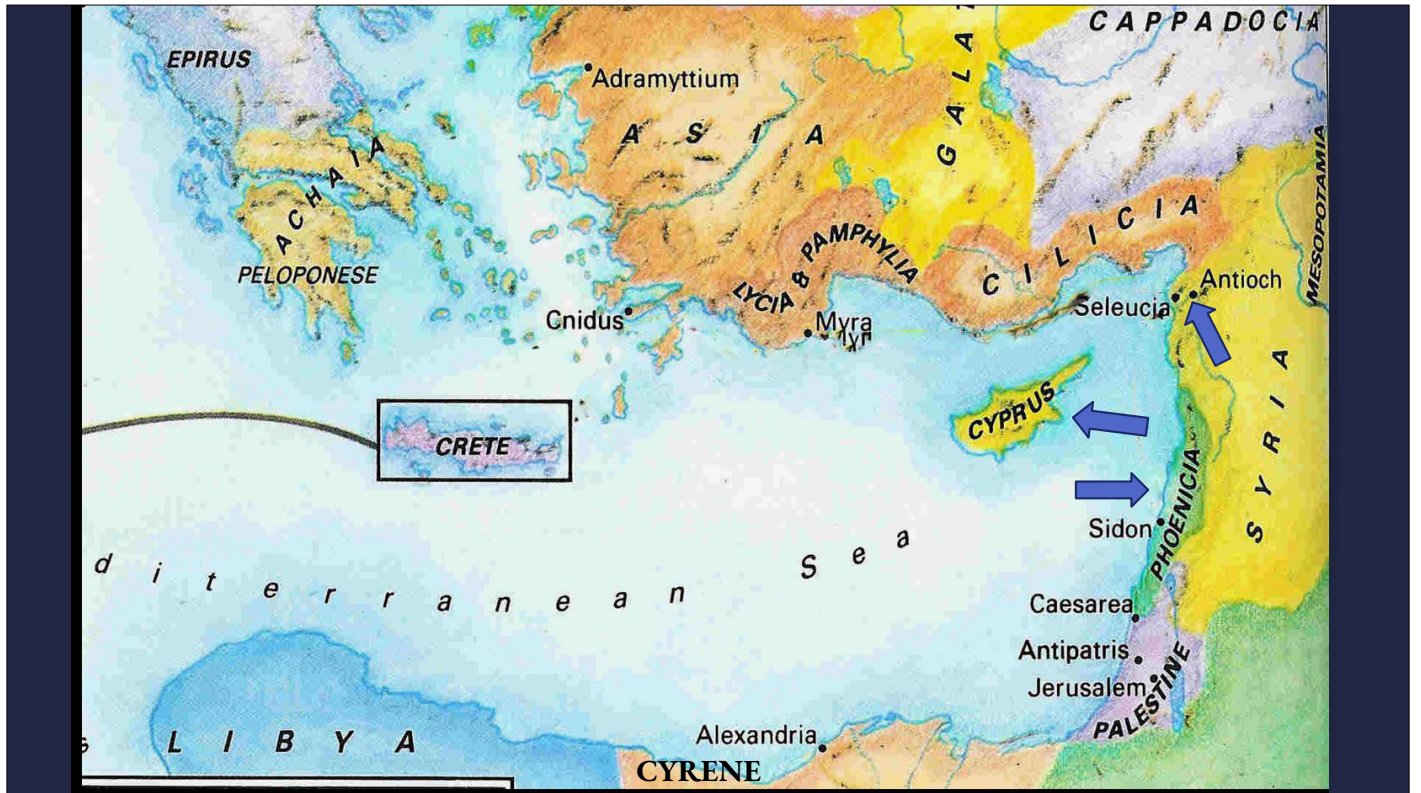 CAPPADOCIA
EPIRUS
Adramyttium
GALAT
ASIA
ACHAIA
MESOPOTAMIA
CILICIA
LYCIA & PAMPHYLIA
PELOPONESE
Antioch
Seleucia
Cnidus
Myra
CYPRUS
CRETE
SYRIA
PHOENICIA
Sidon
diterranean Sea
Caesarea
Antipatris
Jerusalem
PALESTINE
Alexandria
LIBYA
CYRENE